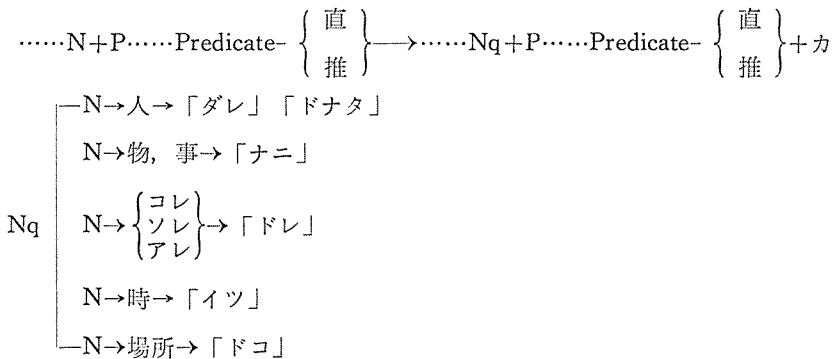 ……N+P……Predicate-{直 推}→……Nq+P……Predicate-{直 推}+カ
N→人→「ダレ」「ドナタ」
N→物，事→「ナニ」
Nq N→{コレ ソレ アレ}→「ドレ」
N→時→「イツ」
N→場所→「ドコ」